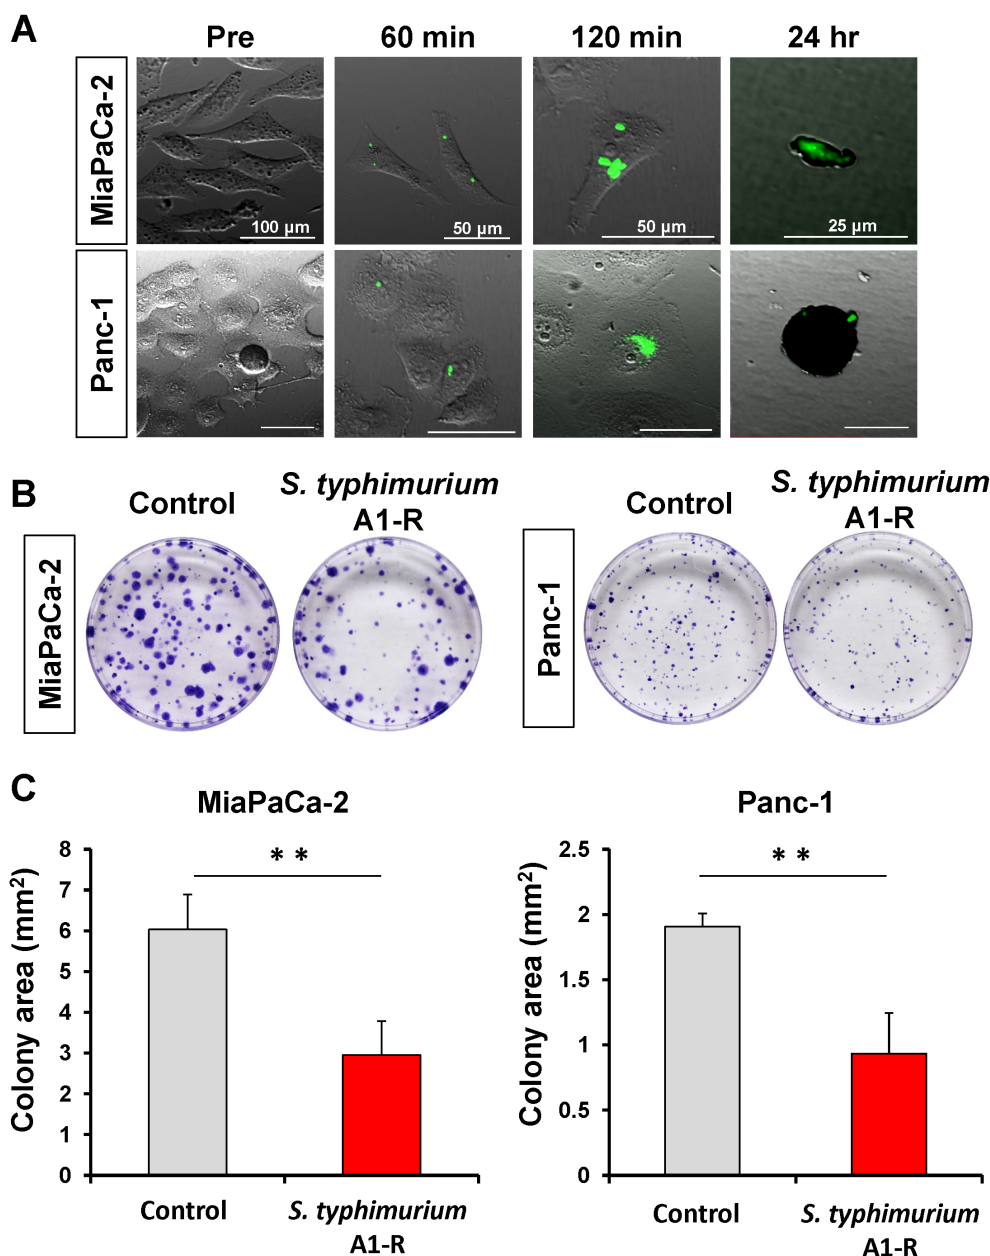 A
Pre 60 min 120 min 24 hr
MiaPaCa-2
100 µm 50 µm 50 µm 25 µm
Panc-1
B
Control S. typhimurium A1-R Control S. typhimurium A1-R
MiaPaCa-2 Panc-1
C
MiaPaCa-2
Colony area (mm²)
8
7
6
5
4
3
2
1
0
* *
Control S. typhimurium
A1-R
Panc-1
Colony area (mm²)
2.5
2
1.5
1
0.5
0
* *
Control S. typhimurium
A1-R